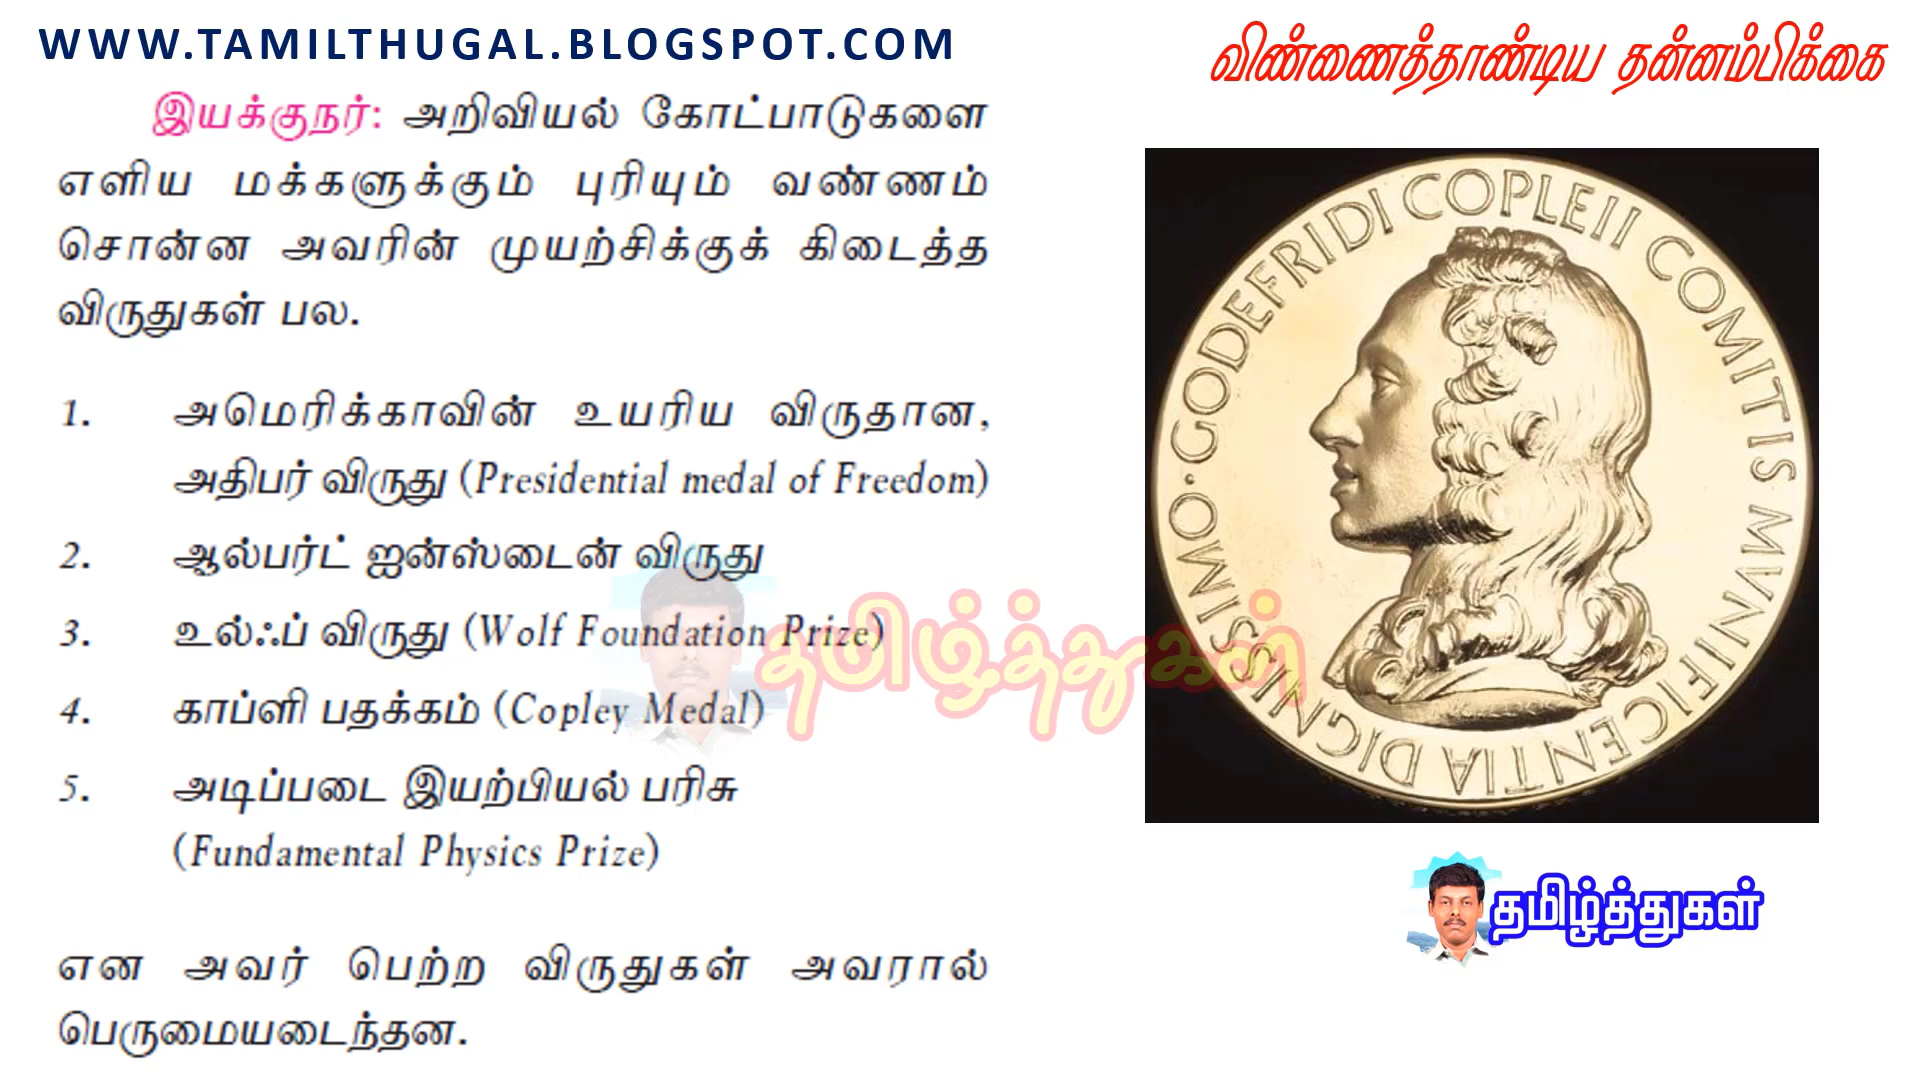 WWW.TAMILTHUGAL.BLOGSPOT.COM
விண்ணைத்தாண்டிய தன்னம்பிக்கை
இயக்குநர்: அறிவியல் கோட்பாடுகளை
எளிய மக்களுக்கும் புரியும் வண்ணம்
சொன்ன அவரின் முயற்சிக்குக் கிடைத்த
விருதுகள் பல.
1. அமெரிக்காவின் உயரிய விருதான,
அதிபர் விருது (Presidential medal of Freedom)
2. ஆல்பர்ட் ஐன்ஸ்டைன் விருது
3. உல்ஃப் விருது (Wolf Foundation Prize)
4. காப்ளி பதக்கம் (Copley Medal)
5. அடிப்படை இயற்பியல் பரிசு
(Fundamental Physics Prize)
என அவர் பெற்ற விருதுகள் அவரால்
பெருமையடைந்தன.
தமிழ்த்துகள்
GODEFRIDI COPLEII COMITIS MVNIFICENTIA DIGNISSIMO
தமிழ்த்துகள்